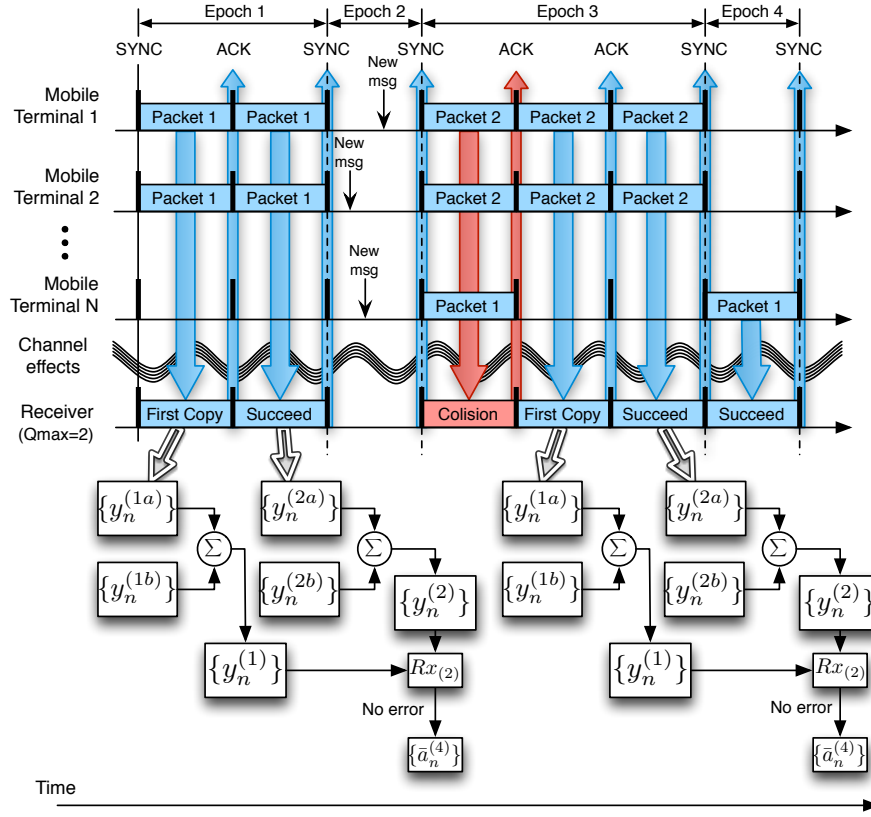 Epoch 1 Epoch 2 Epoch 3 Epoch 4
SYNC ACK SYNC SYNC ACK ACK SYNC SYNC
New
msg
Mobile
Terminal 1
Packet 1 Packet 1 Packet 2 Packet 2 Packet 2
New
msg
Mobile
Terminal 2
Packet 1 Packet 1 Packet 2 Packet 2 Packet 2
New
msg
Mobile
Terminal N
Packet 1 Packet 1
Channel
effects
Receiver
(Qmax=2)
First Copy Succeed Colision First Copy Succeed Succeed
{y_n^{(1a)}} {y_n^{(2a)}} {y_n^{(1a)}} {y_n^{(2a)}}
Σ Σ Σ Σ
{y_n^{(1b)}} {y_n^{(2b)}} {y_n^{(1b)}} {y_n^{(2b)}}
{y_n^{(2)}} {y_n^{(2)}}
{y_n^{(1)}} Rx_{(2)} {y_n^{(1)}} Rx_{(2)}
No error No error
{ā_n^{(4)}} {ā_n^{(4)}}
Time